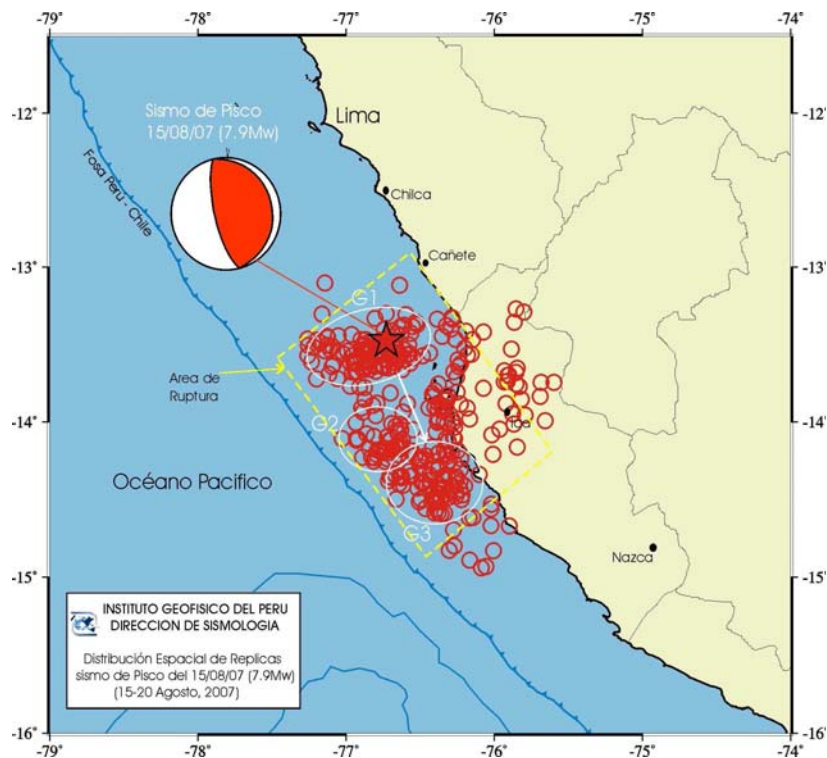 -79° -78° -77° -76° -75° -74°
-12° -12°
-13° -13°
-14° -14°
-15° -15°
-16° -16°
Sismo de Pisco
15/08/07 (7.9Mw)
Lima
Fosa Perú - Chile
Chilca
Cañete
G1
Area de
Ruptura
G2
Océano Pacifico
G3
Nazca
INSTITUTO GEOFISICO DEL PERU
DIRECCION DE SISMOLOGIA
Distribución Espacial de Replicas
sismo de Pisco del 15/08/07 (7.9Mw)
(15-20 Agosto, 2007)
-79° -78° -77° -76° -75° -74°